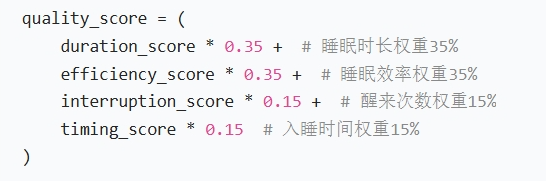 quality_score = (
    duration_score * 0.35 +  # 睡眠时长权重35%
    efficiency_score * 0.35 +  # 睡眠效率权重35%
    interruption_score * 0.15 +  # 醒来次数权重15%
    timing_score * 0.15  # 入睡时间权重15%
)